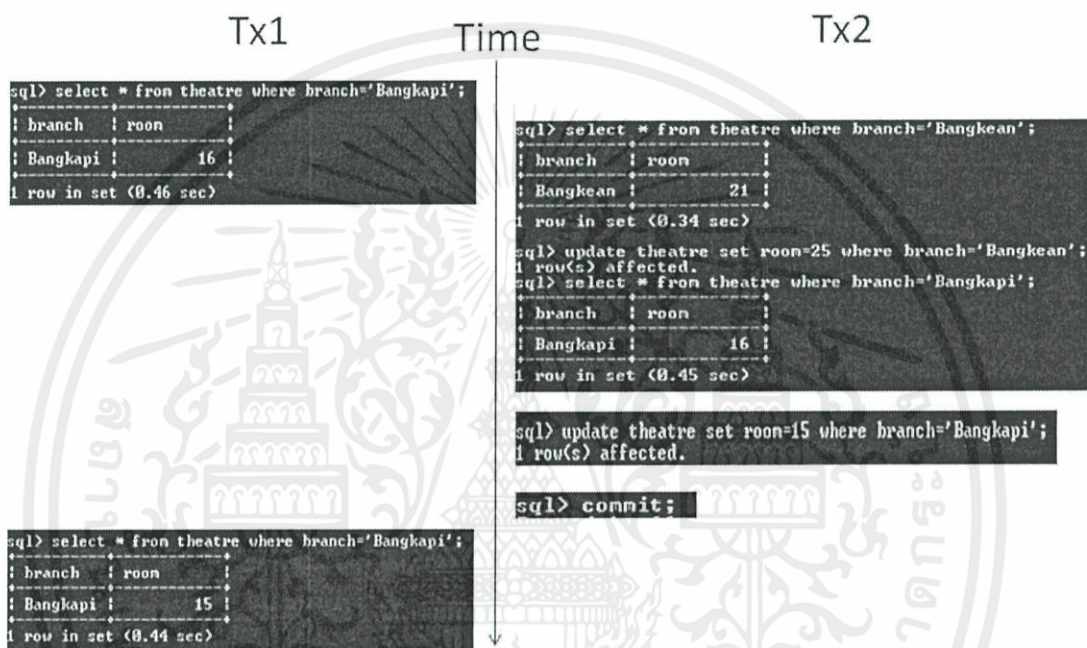 Tx1
Time
Tx2
sql> select * from theatre where branch='Bangkapi';
branch | room
Bangkapi | 16
1 row in set (0.46 sec)
sql> select * from theatre where branch='Bangkean';
branch | room
Bangkean | 21
1 row in set (0.34 sec)
sql> update theatre set room=25 where branch='Bangkean';
1 row(s) affected.
sql> select * from theatre where branch='Bangkapi';
branch | room
Bangkapi | 16
1 row in set (0.45 sec)
sql> update theatre set room=15 where branch='Bangkapi';
1 row(s) affected.
sql> commit;
sql> select * from theatre where branch='Bangkapi';
branch | room
Bangkapi | 15
1 row in set (0.44 sec)